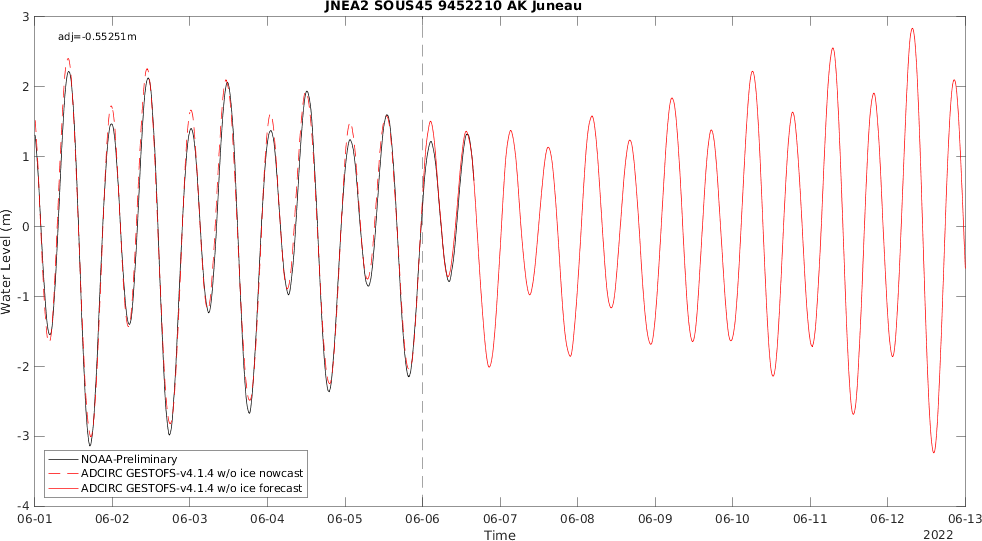 JNEA2 SOUS45 9452210 AK Juneau
adj=-0.55251m
3
2
1
0
-1
-2
-3
-4
Water Level (m)
NOAA-Preliminary
ADCIRC GESTOFS-v4.1.4 w/o ice nowcast
ADCIRC GESTOFS-v4.1.4 w/o ice forecast
06-01 06-02 06-03 06-04 06-05 06-06 06-07 06-08 06-09 06-10 06-11 06-12 06-13
Time
2022